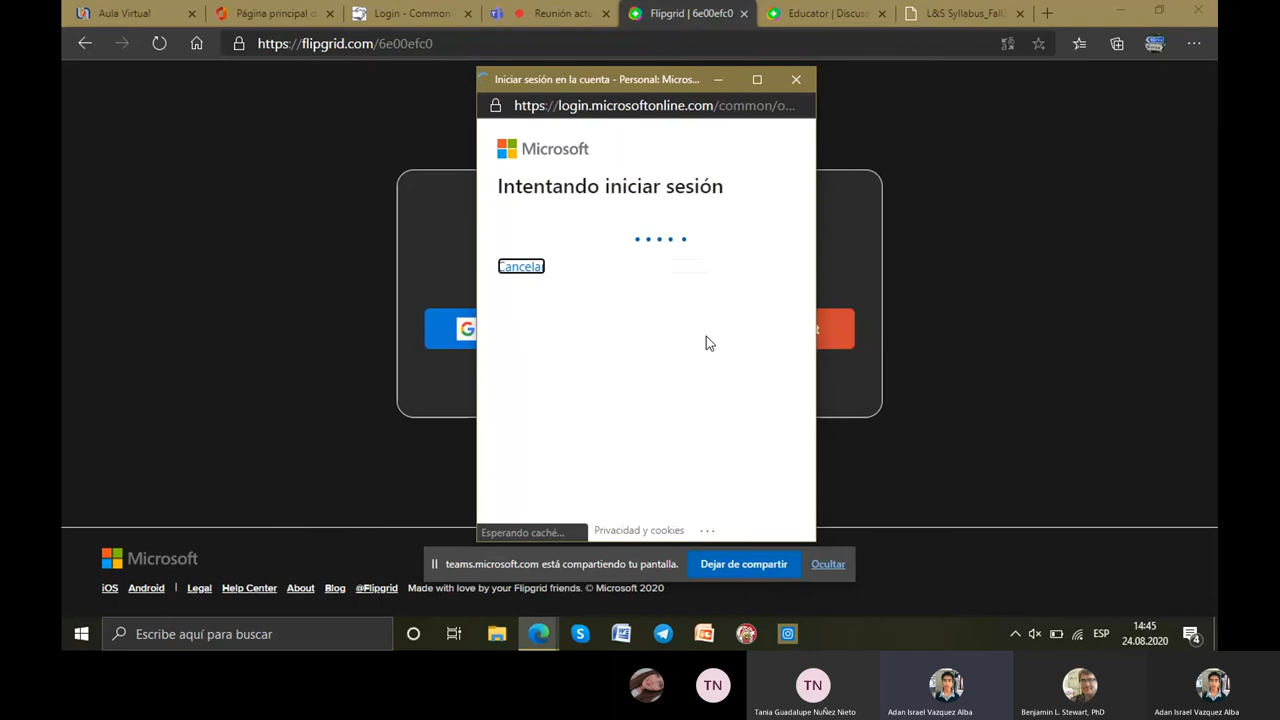 Aula Virtual
Página principal d
Login - Common
Reunión actu
Flipgrid | 6e00efc0
Educator | Discuss
L&S Syllabus_Fall
https://flipgrid.com/6e00efc0
Iniciar sesión en la cuenta - Personal: Micros...
https://login.microsoftonline.com/common/o...
Microsoft
Intentando iniciar sesión
Cancelar
G
t
Esperando caché...
Privacidad y cookies
...
teams.microsoft.com está compartiendo tu pantalla.
Dejar de compartir
Ocultar
Microsoft
iOS
Android
|
Legal
Help Center
About
Blog
@Flipgrid
Made with love by your Flipgrid friends. © Microsoft 2020
Escribe aquí para buscar
ESP
14:45
24.08.2020
4
TN
TN
Tania Guadalupe NuÑez Nieto
Adan Israel Vazquez Alba
Benjamin L. Stewart, PhD
Adan Israel Vazquez Alba